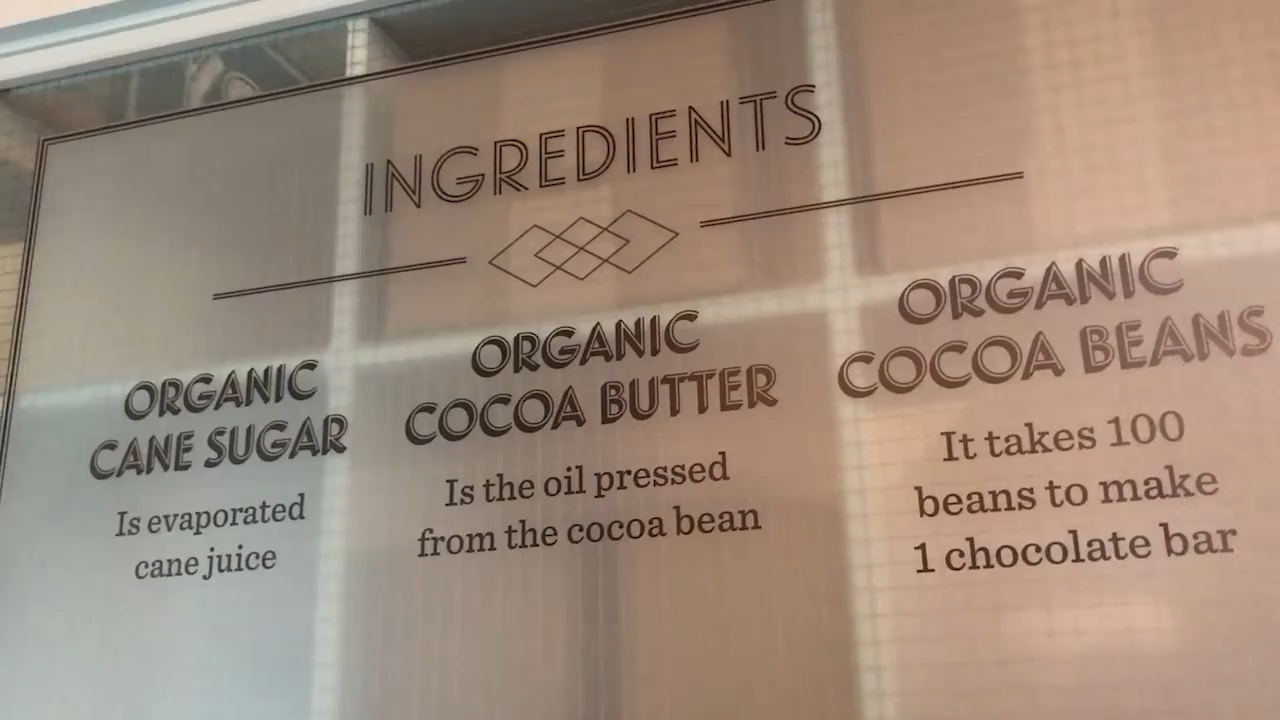 INGREDIENTS
ORGANIC
CANE SUGAR
Is evaporated
cane juice
ORGANIC
COCOA BUTTER
Is the oil pressed
from the cocoa bean
ORGANIC
COCOA BEANS
It takes 100
beans to make
1 chocolate bar